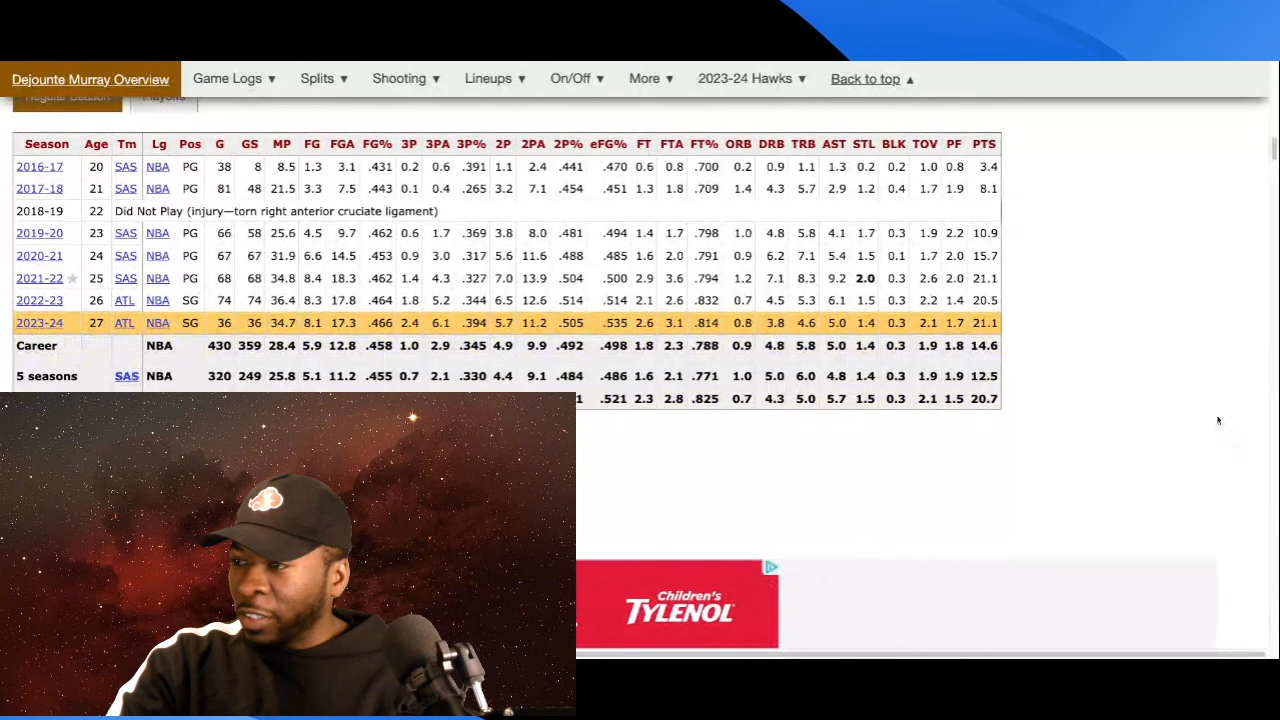 Dejounte Murray Overview Game Logs ▼ Splits ▼ Shooting ▼ Lineups ▼ On/Off ▼ More ▼ 2023-24 Hawks ▼ Back to top ▲
Regular Season Playoffs
Season Age Tm Lg Pos G GS MP FG FGA FG% 3P 3PA 3P% 2P 2PA 2P% eFG% FT FTA FT% ORB DRB TRB AST STL BLK TOV PF PTS
2016-17 20 SAS NBA PG 38 8 8.5 1.3 3.1 .431 0.2 0.6 .391 1.1 2.4 .441 .470 0.6 0.8 .700 0.2 0.9 1.1 1.3 0.2 0.2 1.0 0.8 3.4
2017-18 21 SAS NBA PG 81 48 21.5 3.3 7.5 .443 0.1 0.4 .265 3.2 7.1 .454 .451 1.3 1.8 .709 1.4 4.3 5.7 2.9 1.2 0.4 1.7 1.9 8.1
2018-19 22 Did Not Play (injury—torn right anterior cruciate ligament)
2019-20 23 SAS NBA PG 66 58 25.6 4.5 9.7 .462 0.6 1.7 .369 3.8 8.0 .481 .494 1.4 1.7 .798 1.0 4.8 5.8 4.1 1.7 0.3 1.9 2.2 10.9
2020-21 24 SAS NBA PG 67 67 31.9 6.6 14.5 .453 0.9 3.0 .317 5.6 11.6 .488 .485 1.6 2.0 .791 0.9 6.2 7.1 5.4 1.5 0.1 1.7 2.0 15.7
2021-22 ★ 25 SAS NBA PG 68 68 34.8 8.4 18.3 .462 1.4 4.3 .327 7.0 13.9 .504 .500 2.9 3.6 .794 1.2 7.1 8.3 9.2 2.0 0.3 2.6 2.0 21.1
2022-23 26 ATL NBA SG 74 74 36.4 8.3 17.8 .464 1.8 5.2 .344 6.5 12.6 .514 .514 2.1 2.6 .832 0.7 4.5 5.3 6.1 1.5 0.3 2.2 1.4 20.5
2023-24 27 ATL NBA SG 36 36 34.7 8.1 17.3 .466 2.4 6.1 .394 5.7 11.2 .505 .535 2.6 3.1 .814 0.8 3.8 4.6 5.0 1.4 0.3 2.1 1.7 21.1
Career NBA 430 359 28.4 5.9 12.8 .458 1.0 2.9 .345 4.9 9.9 .492 .498 1.8 2.3 .788 0.9 4.8 5.8 5.0 1.4 0.3 1.9 1.8 14.6
5 seasons SAS NBA 320 249 25.8 5.1 11.2 .455 0.7 2.1 .330 4.4 9.1 .484 .486 1.6 2.1 .771 1.0 5.0 6.0 4.8 1.4 0.3 1.9 1.9 12.5
1 .521 2.3 2.8 .825 0.7 4.3 5.0 5.7 1.5 0.3 2.1 1.5 20.7
Children's
TYLENOL